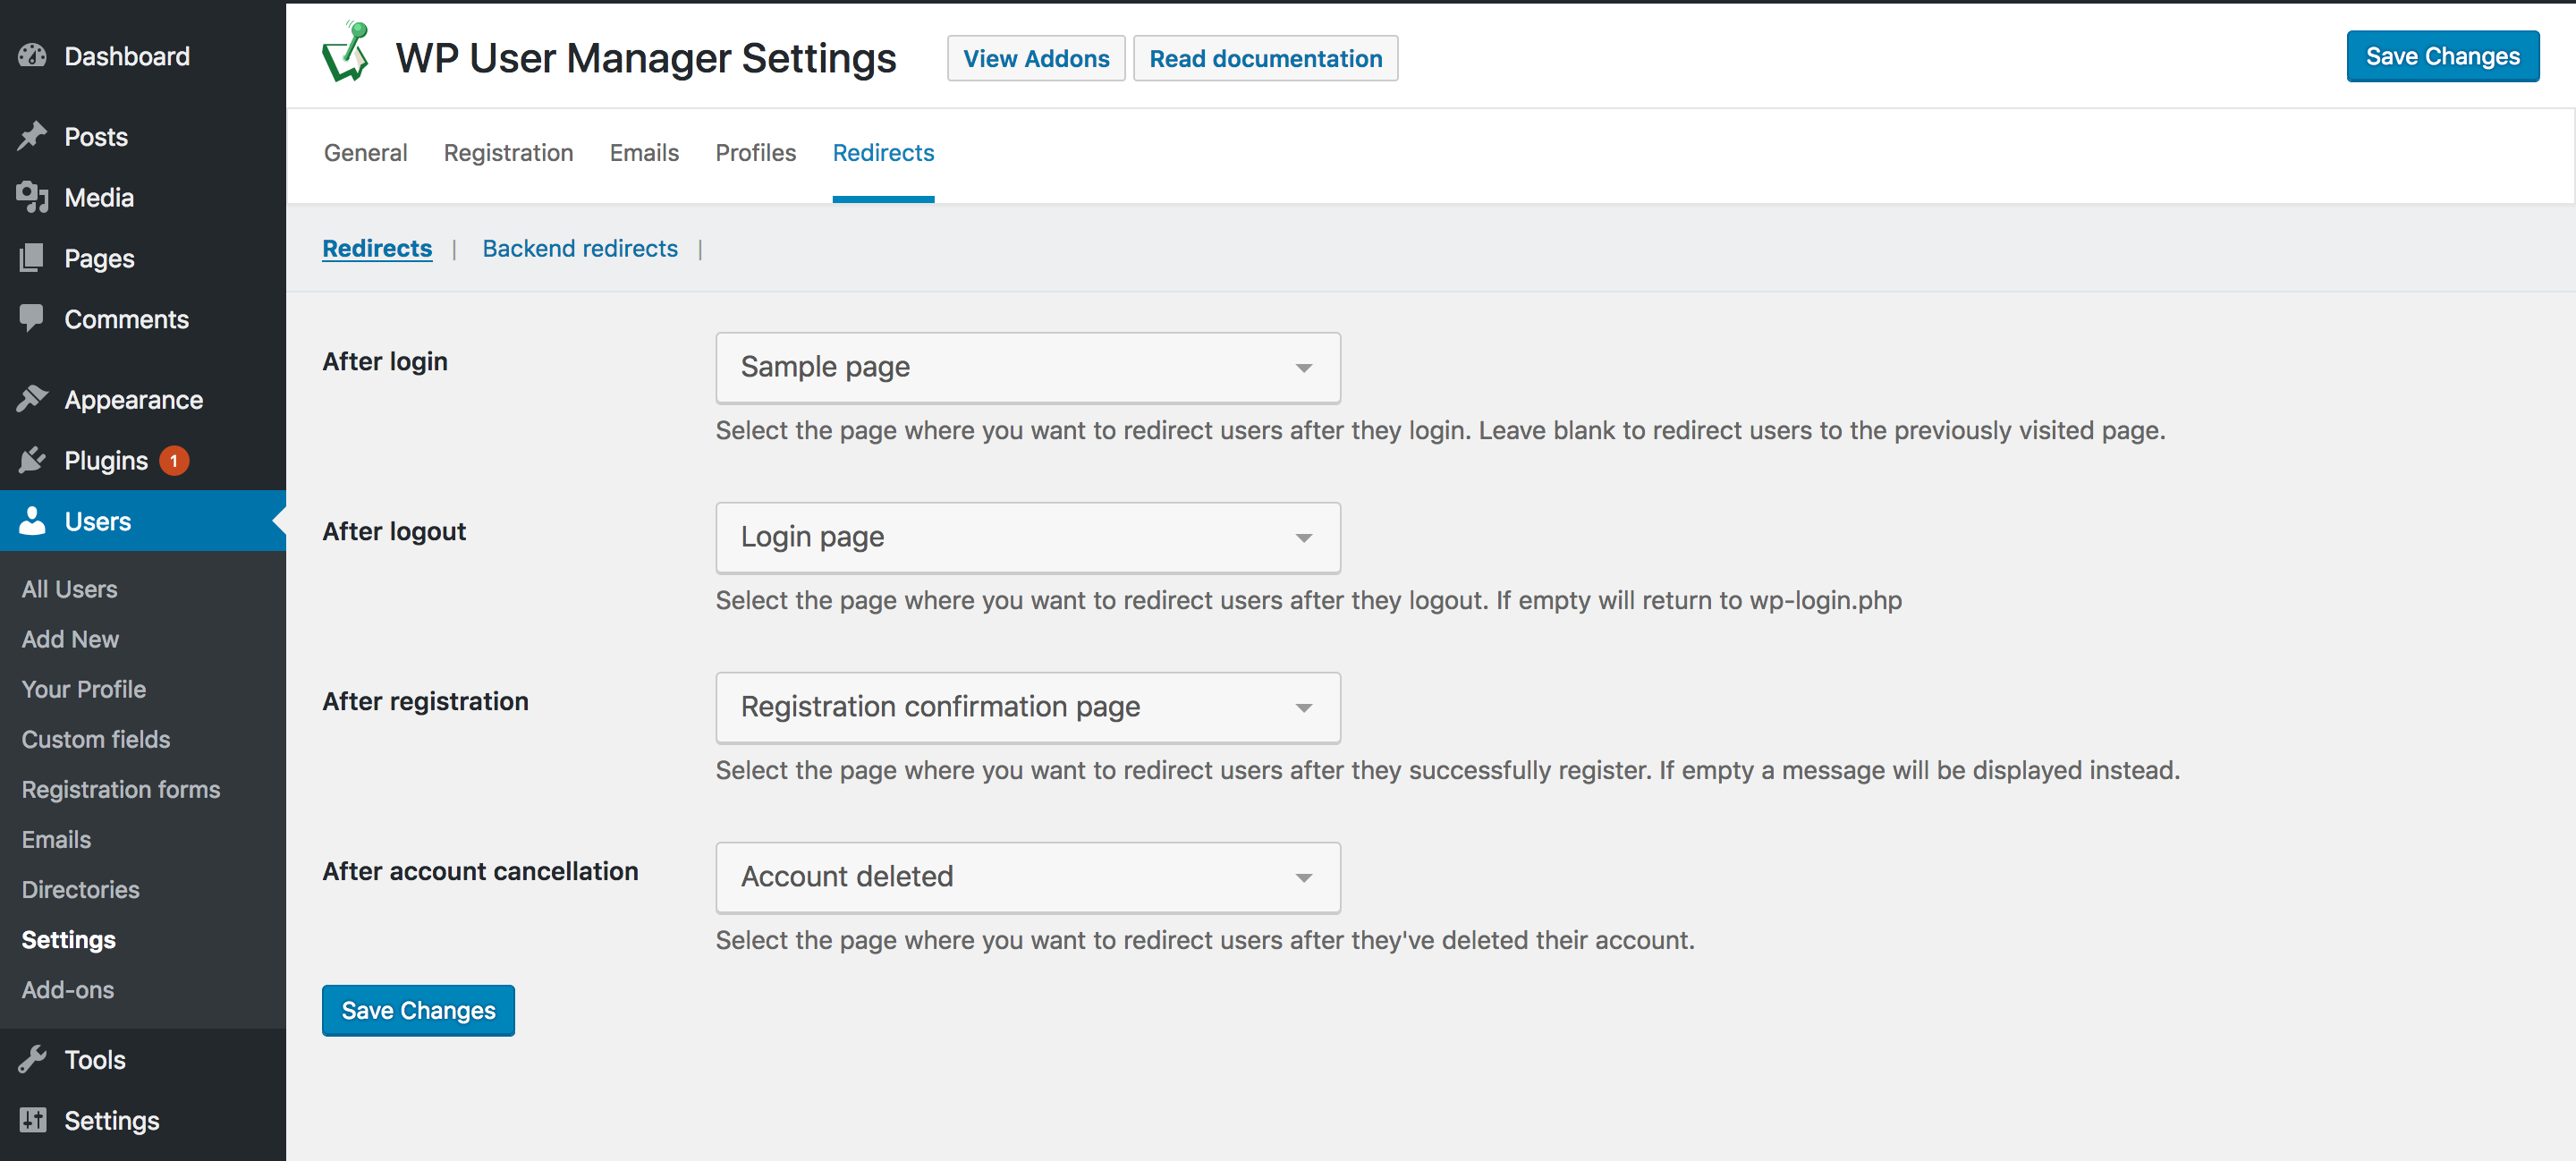 Dashboard
Posts
Media
Pages
Comments
Appearance
Plugins 1
Users
All Users
Add New
Your Profile
Custom fields
Registration forms
Emails
Directories
Settings
Add-ons
Tools
Settings
WP User Manager Settings
View Addons
Read documentation
Save Changes
General Registration Emails Profiles Redirects
Redirects | Backend redirects |
After login
Sample page
Select the page where you want to redirect users after they login. Leave blank to redirect users to the previously visited page.
After logout
Login page
Select the page where you want to redirect users after they logout. If empty will return to wp-login.php
After registration
Registration confirmation page
Select the page where you want to redirect users after they successfully register. If empty a message will be displayed instead.
After account cancellation
Account deleted
Select the page where you want to redirect users after they've deleted their account.
Save Changes